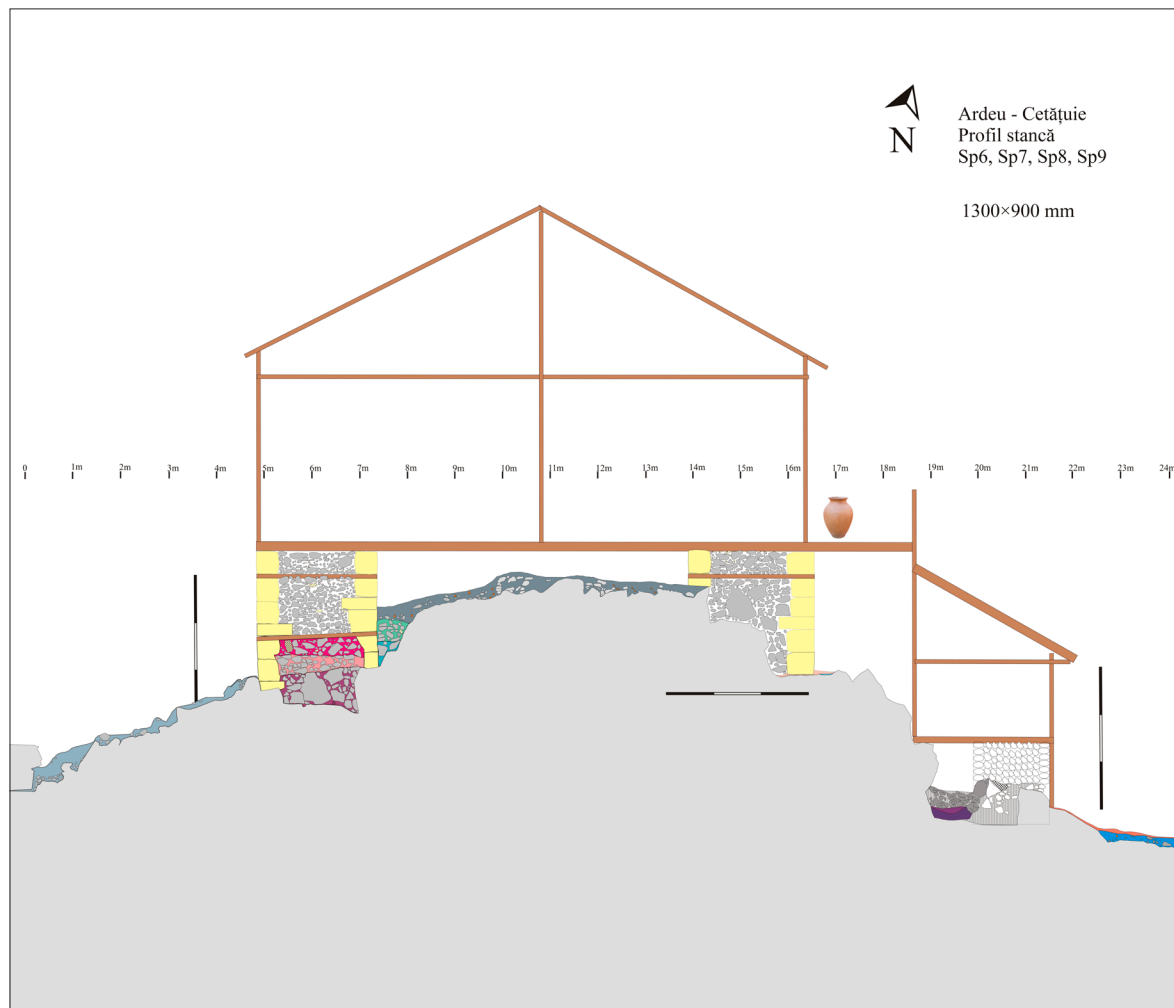 Ardeu - Cetățuie
Profil stancă
N
Sp6, Sp7, Sp8, Sp9
1300×900 mm
0 1m 2m 3m 4m 5m 6m 7m 8m 9m 10m 11m 12m 13m 14m 15m 16m 17m 18m 19m 20m 21m 22m 23m 24m